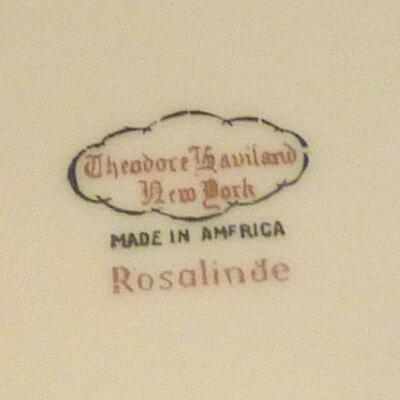 Theodore Haviland
New York
MADE IN AMERICA
Rosalinde